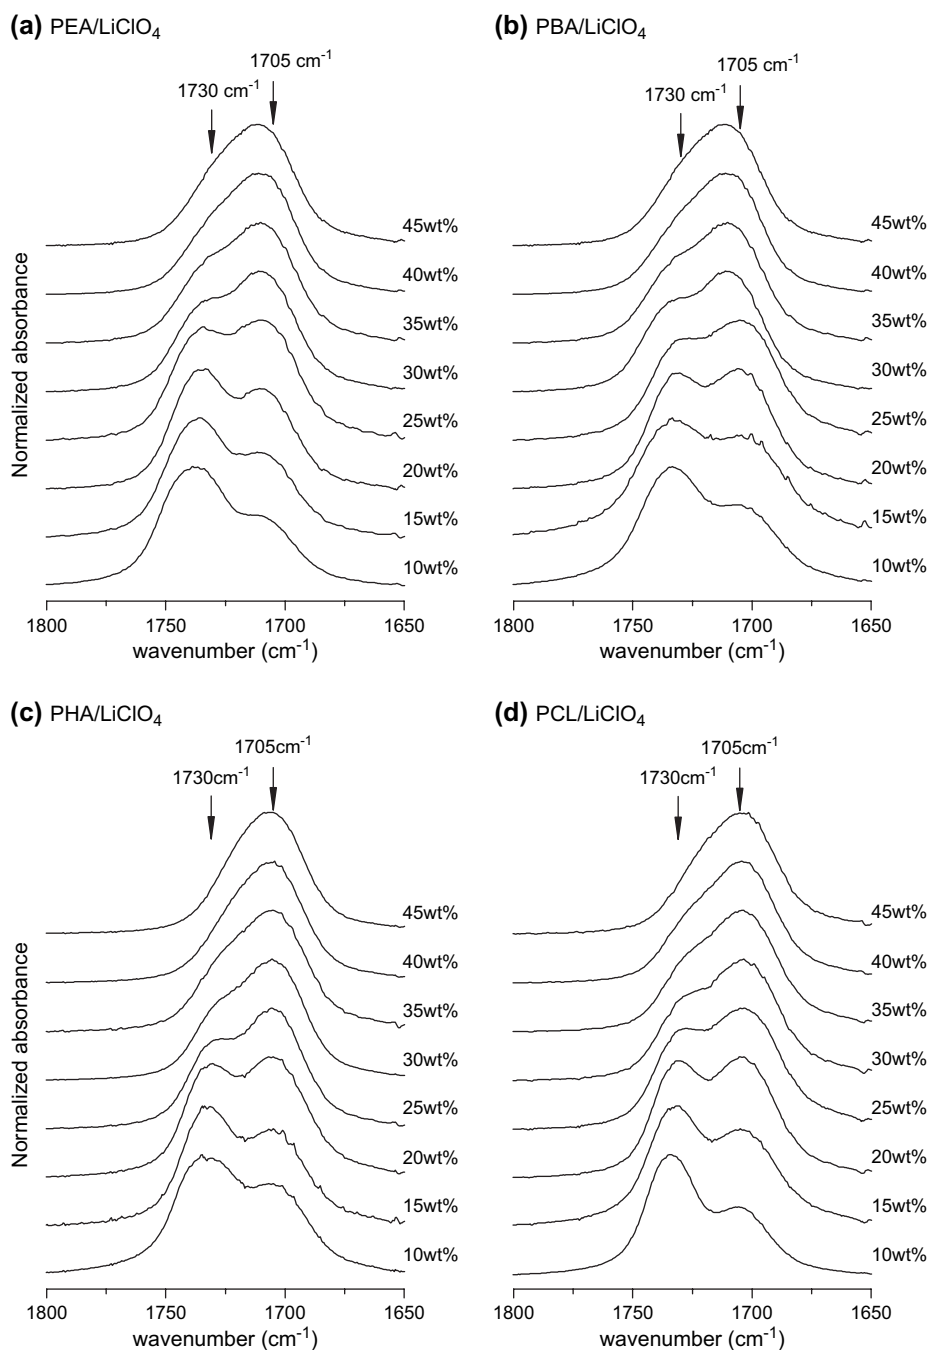 (a) PEA/LiClO₄
1705 cm⁻¹
1730 cm⁻¹
45wt%
40wt%
35wt%
30wt%
25wt%
20wt%
15wt%
10wt%
Normalized absorbance
1800 1750 1700 1650
wavenumber (cm⁻¹)
(b) PBA/LiClO₄
1705 cm⁻¹
1730 cm⁻¹
45wt%
40wt%
35wt%
30wt%
25wt%
20wt%
15wt%
10wt%
1800 1750 1700 1650
wavenumber (cm⁻¹)
(c) PHA/LiClO₄
1705cm⁻¹
1730cm⁻¹
45wt%
40wt%
35wt%
30wt%
25wt%
20wt%
15wt%
10wt%
Normalized absorbance
1800 1750 1700 1650
wavenumber (cm⁻¹)
(d) PCL/LiClO₄
1705cm⁻¹
1730cm⁻¹
45wt%
40wt%
35wt%
30wt%
25wt%
20wt%
15wt%
10wt%
1800 1750 1700 1650
wavenumber (cm⁻¹)